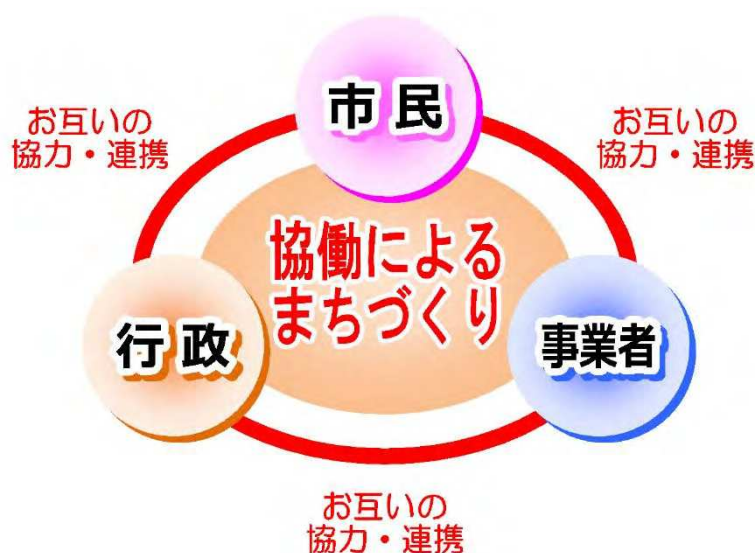 市民
お互いの
協力・連携
お互いの
協力・連携
協働による
まちづくり
行政
事業者
お互いの
協力・連携